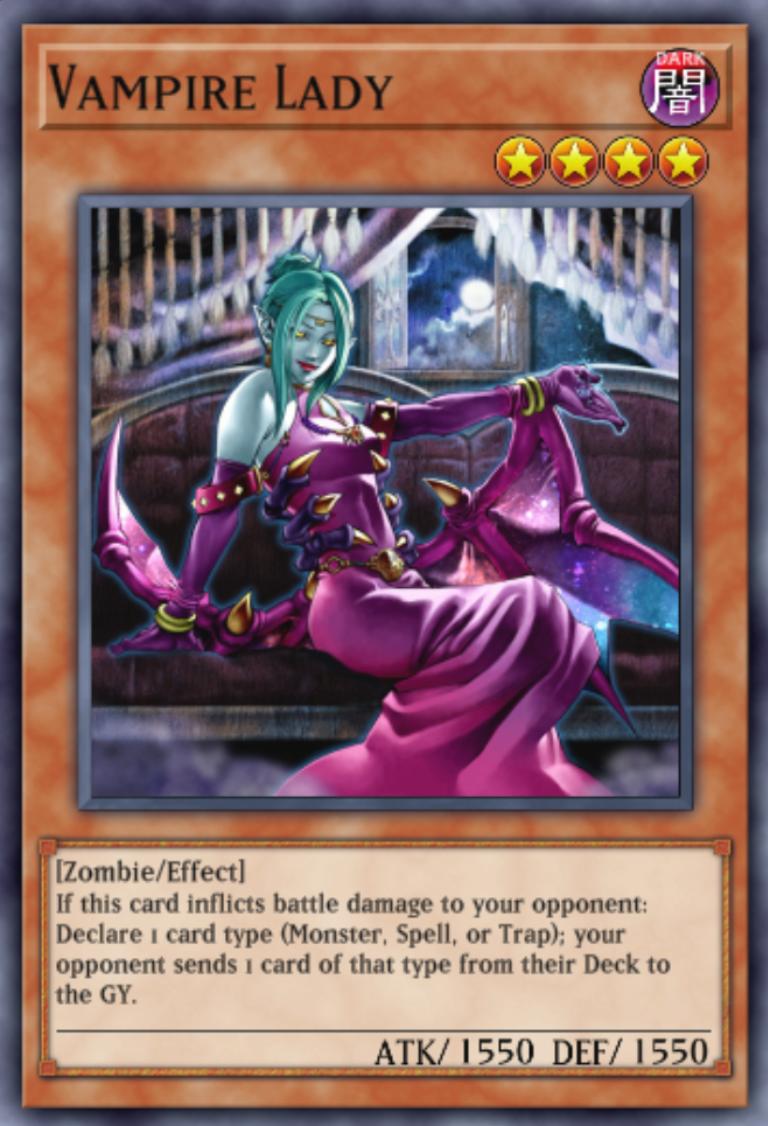 Vampire Lady
DARK
闇
[Zombie/Effect]
If this card inflicts battle damage to your opponent:
Declare 1 card type (Monster, Spell, or Trap); your
opponent sends 1 card of that type from their Deck to
the GY.
ATK/ 1550 DEF/ 1550